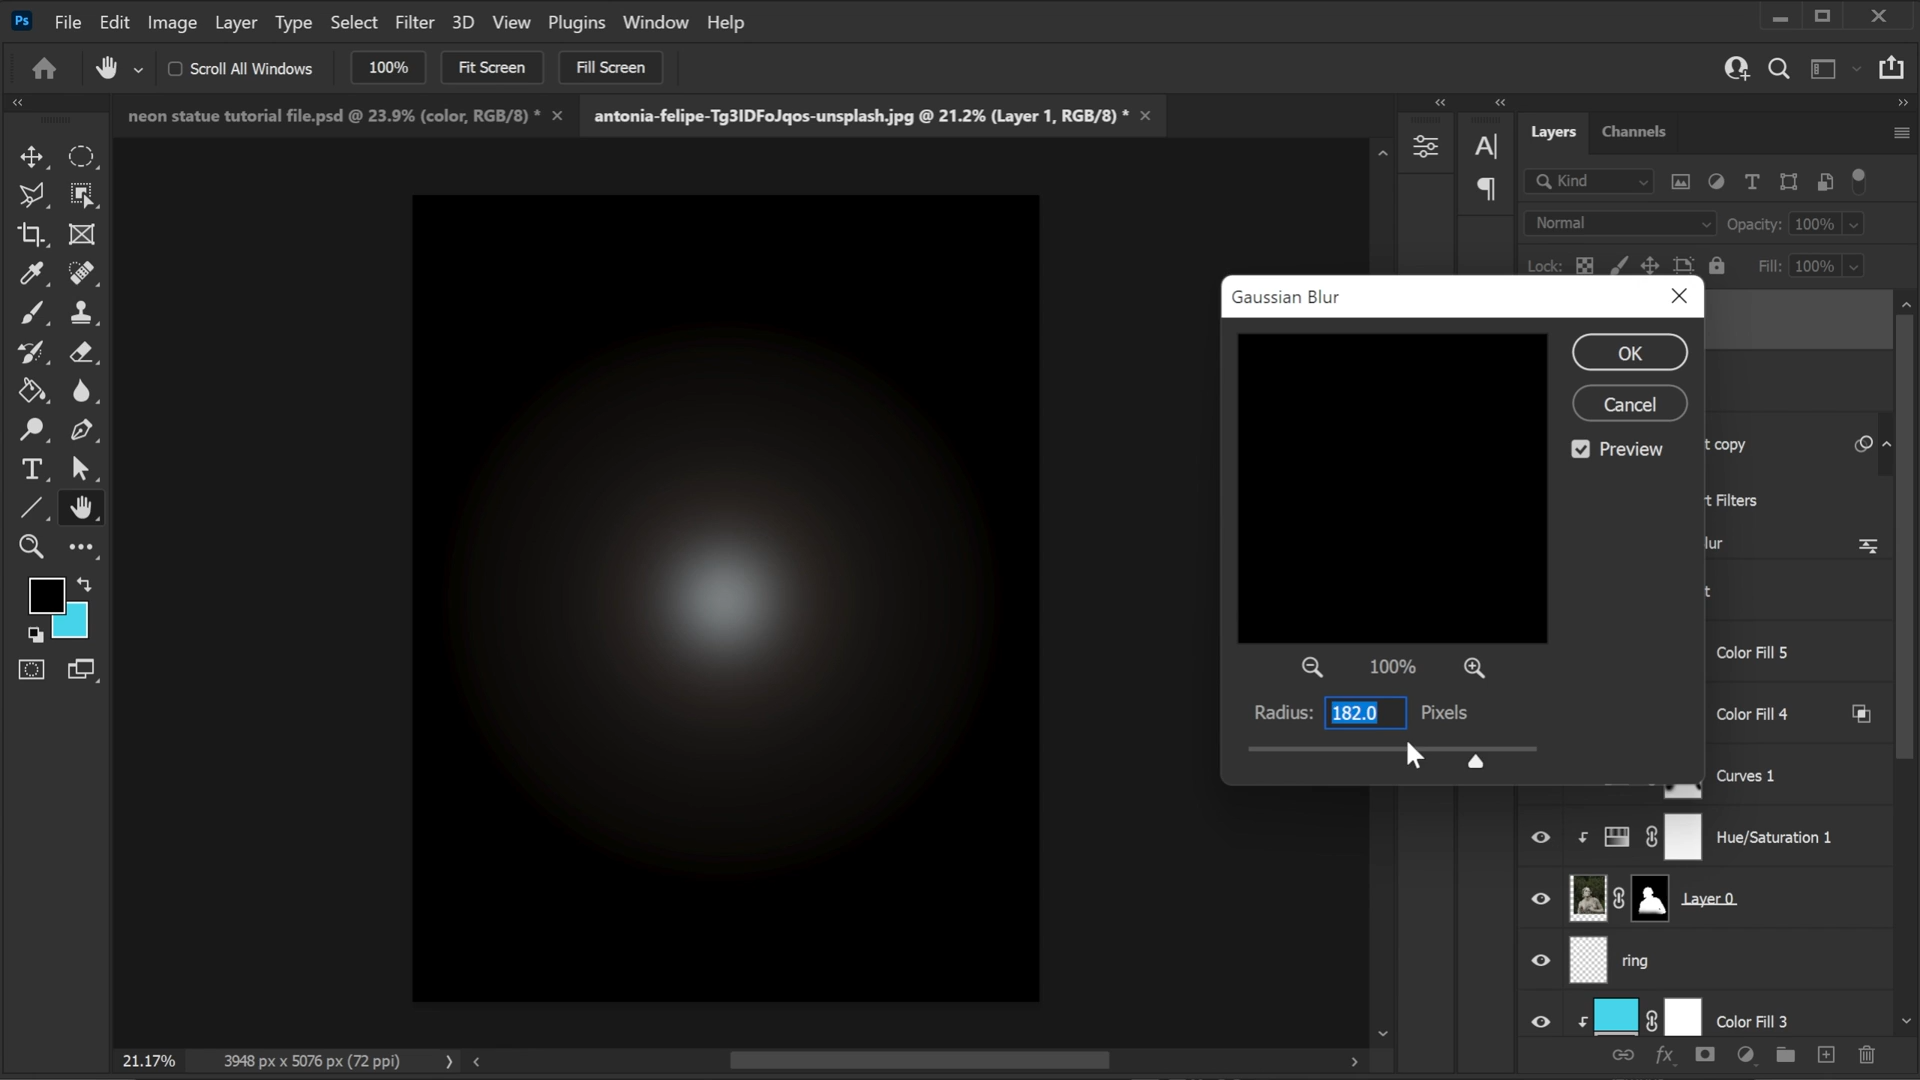 Ps File Edit Image Layer Type Select Filter 3D View Plugins Window Help
Scroll All Windows 100% Fit Screen Fill Screen
neon statue tutorial file.psd @ 23.9% (color, RGB/8) *
antonia-felipe-Tg3IDFoJqos-unsplash.jpg @ 21.2% (Layer 1, RGB/8) *
Layers Channels
Kind
Normal Opacity: 100%
Lock: Fill: 100%
Gaussian Blur
OK
Cancel
Preview
100%
Radius: 182.0 Pixels
t copy
t Filters
lur
t
Color Fill 5
Color Fill 4
Curves 1
Hue/Saturation 1
Layer 0
ring
Color Fill 3
21.17% 3948 px x 5076 px (72 ppi)